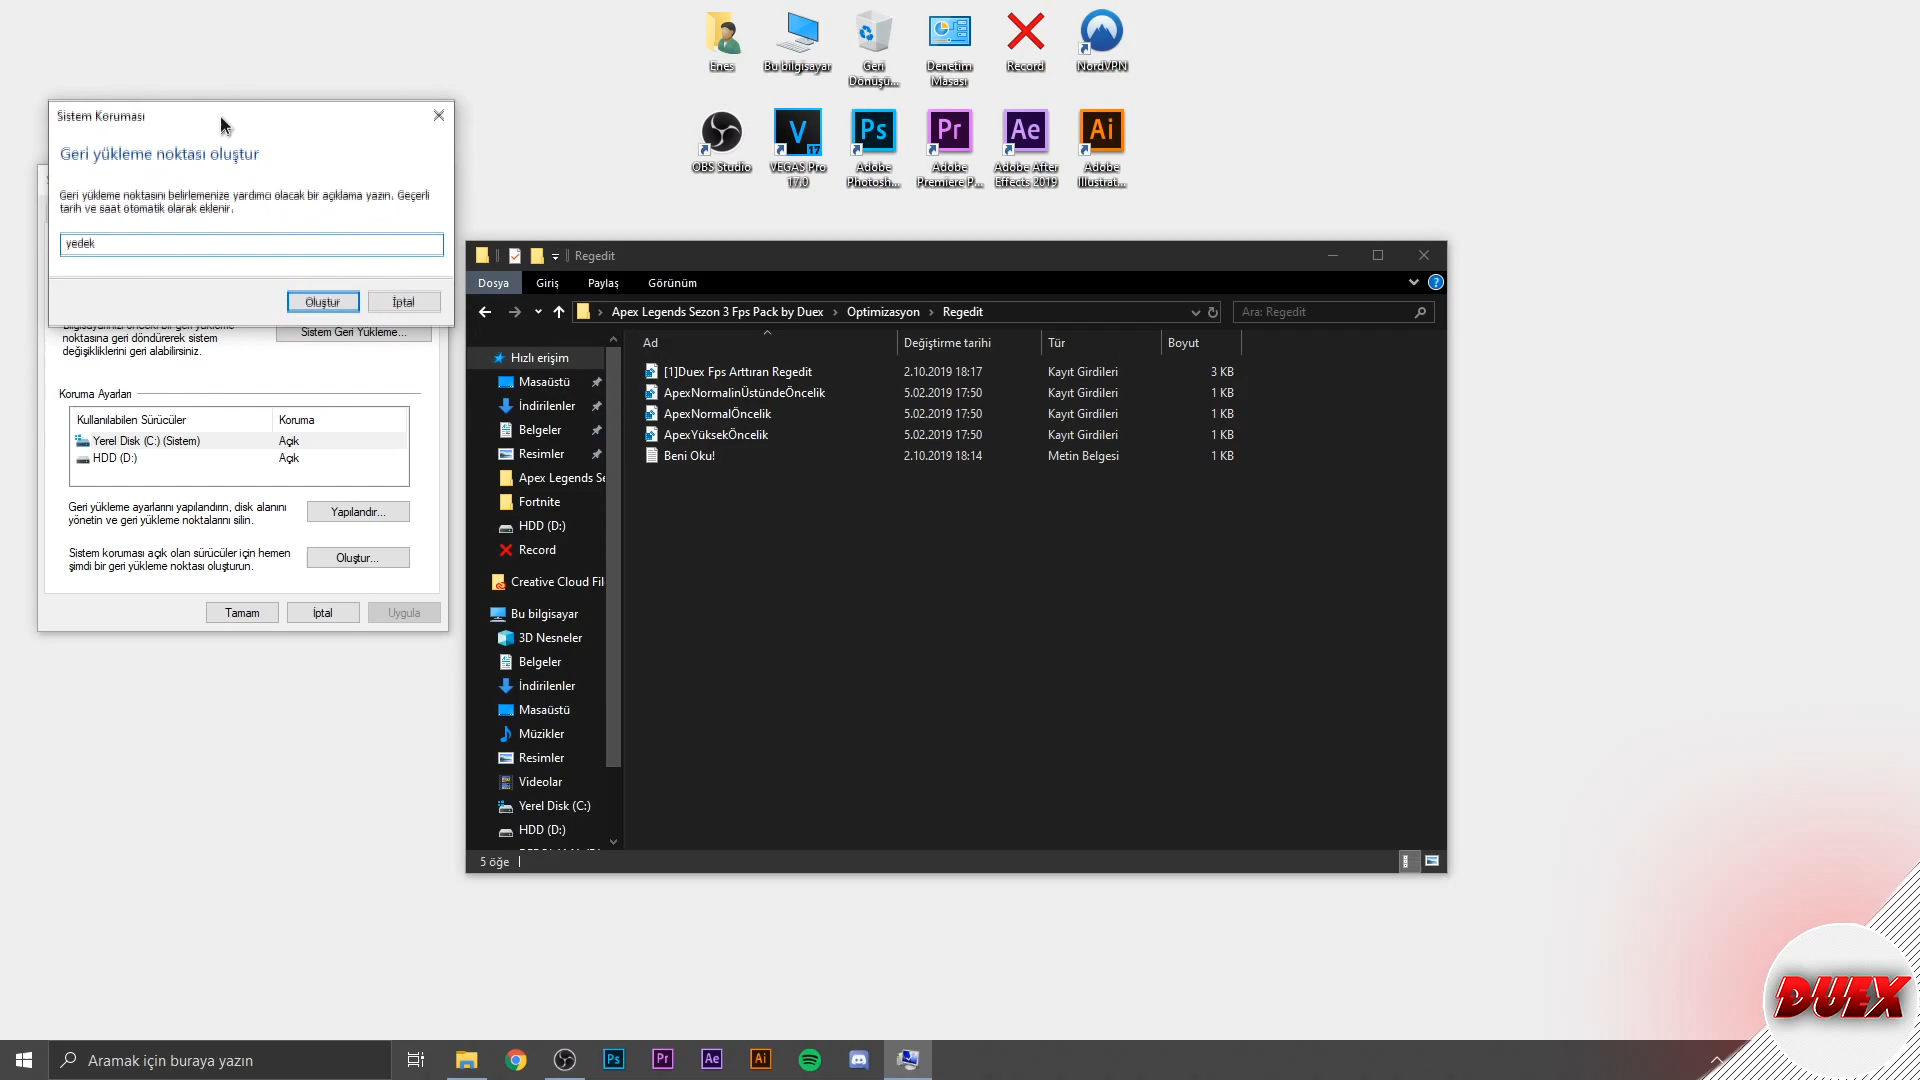 Enes
Bu bilgisayar
Geri
Dönüşü...
Denetim
Masası
Record
NordVPN
OBS Studio
V
17
VEGAS Pro
17.0
Ps
Adobe
Photosh...
Pr
Adobe
Premiere P...
Ae
Adobe After
Effects 2019
Ai
Adobe
Illustrat...
Sistem Koruması
Geri yükleme noktası oluştur
Geri yükleme noktasını belirlemenize yardımcı olacak bir açıklama yazın. Geçerli
tarih ve saat otomatik olarak eklenir.
yedek
Oluştur
İptal
noktasına geri döndürerek sistem
değişikliklerini geri alabilirsiniz.
Sistem Geri Yükleme...
Koruma Ayarları
Kullanılabilen Sürücüler
Koruma
Yerel Disk (C:) (Sistem)
Açık
HDD (D:)
Açık
Geri yükleme ayarlarını yapılandırın, disk alanını
yönetin ve geri yükleme noktalarını silin.
Yapılandır...
Sistem koruması açık olan sürücüler için hemen
şimdi bir geri yükleme noktası oluşturun.
Oluştur...
Tamam
İptal
Uygula
Regedit
Dosya
Giriş
Paylaş
Görünüm
Apex Legends Sezon 3 Fps Pack by Duex
Optimizasyon
Regedit
Ara: Regedit
Ad
Değiştirme tarihi
Tür
Boyut
[1]Duex Fps Arttıran Regedit
2.10.2019 18:17
Kayıt Girdileri
3 KB
ApexNormalinÜstündeÖncelik
5.02.2019 17:50
Kayıt Girdileri
1 KB
ApexNormalÖncelik
5.02.2019 17:50
Kayıt Girdileri
1 KB
ApexYüksekÖncelik
5.02.2019 17:50
Kayıt Girdileri
1 KB
Beni Oku!
2.10.2019 18:14
Metin Belgesi
1 KB
Hızlı erişim
Masaüstü
İndirilenler
Belgeler
Resimler
Apex Legends Se
Fortnite
HDD (D:)
Record
Creative Cloud Fil
Bu bilgisayar
3D Nesneler
Belgeler
İndirilenler
Masaüstü
Müzikler
Resimler
Videolar
Yerel Disk (C:)
HDD (D:)
5 öğe
DUEX
Aramak için buraya yazın
Ps
Pr
Ae
Ai